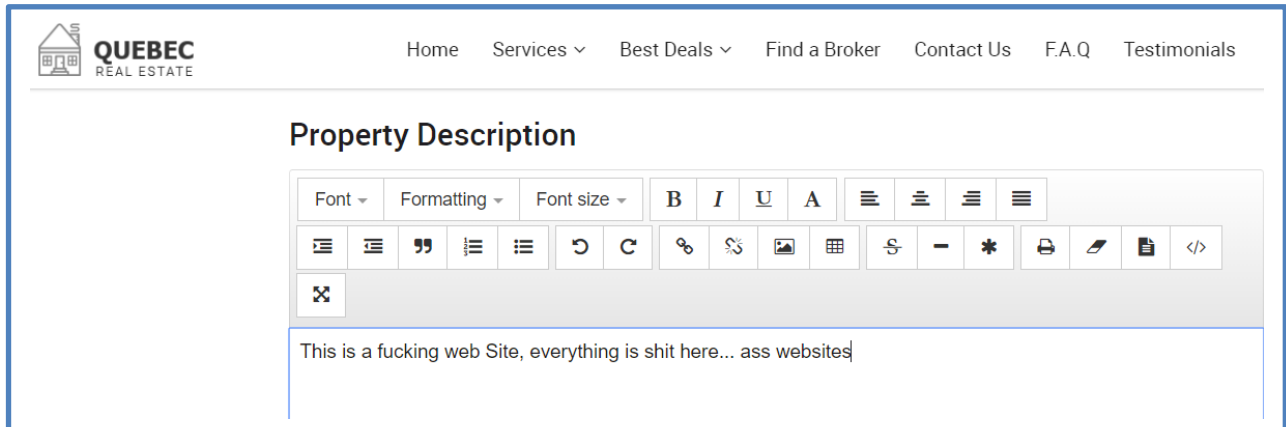 QUEBEC
REAL ESTATE
Home Services Best Deals Find a Broker Contact Us F.A.Q Testimonials
Property Description
Font Formatting Font size B I U A
S
This is a fucking web Site, everything is shit here... ass websites